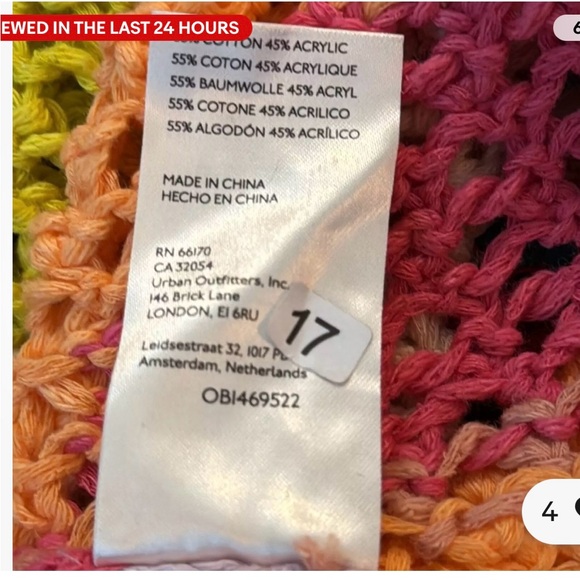 EWED IN THE LAST 24 HOURS
COTTON 45% ACRYLIC
55% COTON 45% ACRYLIQUE
55% BAUMWOLLE 45% ACRYL
55% COTONE 45% ACRILICO
55% ALGODÓN 45% ACRÍLICO
MADE IN CHINA
HECHO EN CHINA
RN 66170
CA 32054
Urban Outfitters, Inc.
146 Brick Lane
LONDON, E1 6RU
17
Leidsestraat 32, 1017
Amsterdam, Netherlands
OB1469522
4